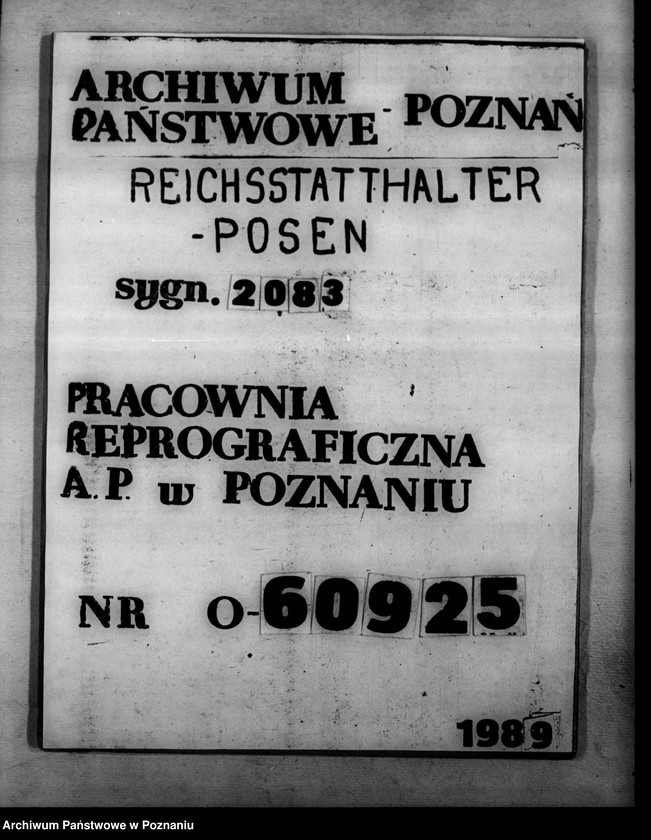 ARCHIWUM
PAŃSTWOWE - POZNAŃ
REICHSSTATTHALTER
-POSEN
sygn. 2083
PRACOWNIA
REPROGRAFICZNA
A.P. w POZNANIU
NR O-60925
1989
Archiwum Państwowe w Poznaniu